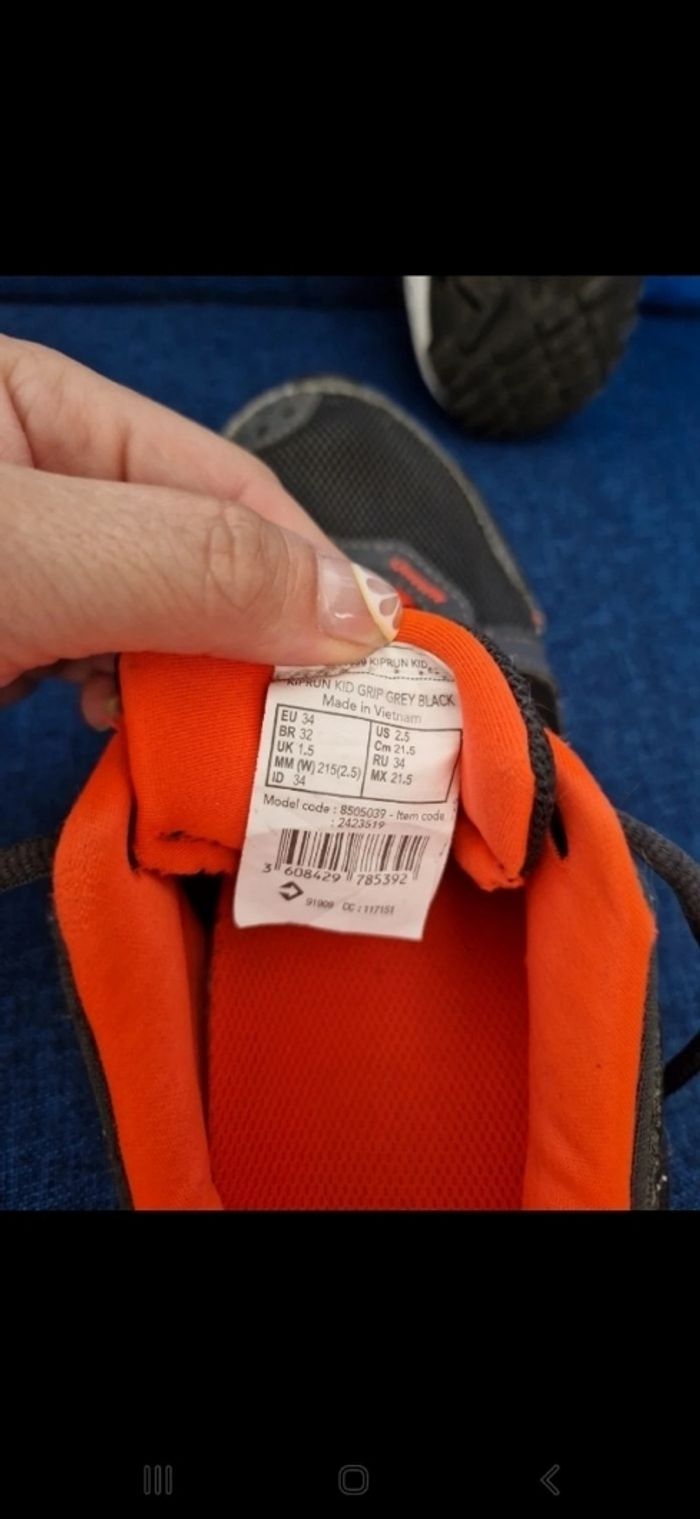 KIPRUN KID
KIPRUN KID GRIP GREY BLACK
Made in Vietnam
EU 34 US 2.5
BR 32 Cm 21.5
UK 1.5 RU 34
MM (W) 215(2.5) MX 21.5
ID 34
Model code : 8505039 - Item code
: 2423519
3 608429 785392
91909 CC : 117151